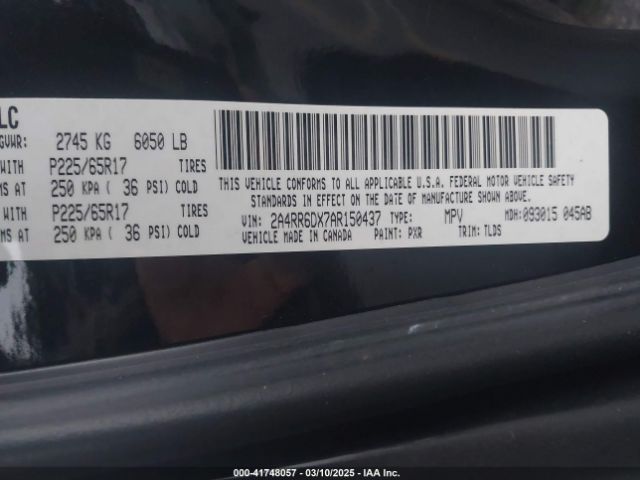 LC
GVWR: 2745 KG 6050 LB
WITH P225/65R17 TIRES
MS AT 250 KPA ( 36 PSI) COLD
WITH P225/65R17 TIRES
MS AT 250 KPA ( 36 PSI) COLD
THIS VEHICLE CONFORMS TO ALL APPLICABLE U.S.A. FEDERAL MOTOR VEHICLE SAFETY
STANDARDS IN EFFECT ON THE DATE OF MANUFACTURE SHOWN ABOVE.
VIN: 2A4RR6DX7AR150437 TYPE: MPV MDH: 093015 045AB
VEHICLE MADE IN CANADA PAINT: PXR TRIM: TLDS
000-41748057 — 03/10/2025 — IAA Inc.